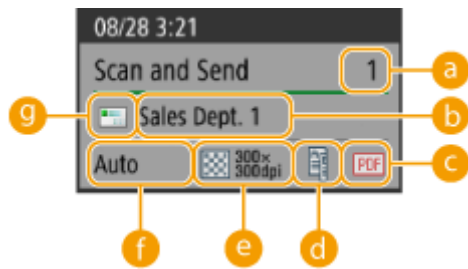 08/28 3:21
Scan and Send 1
a
g
Sales Dept. 1
b
Auto
300×
300dpi
PDF
c
f
e
d